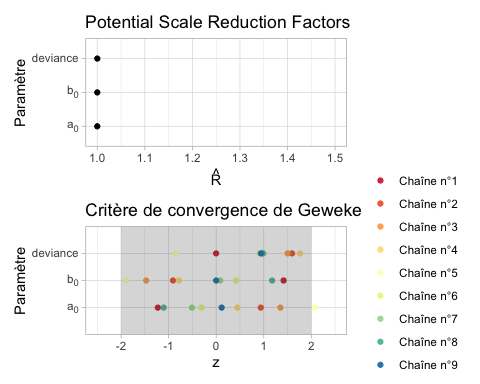 Potential Scale Reduction Factors
Paramètre
deviance
b0
a0
1.0 1.1 1.2 1.3 1.4 1.5
R̂
Critère de convergence de Geweke
Paramètre
deviance
b0
a0
-2 -1 0 1 2
z
Chaîne n°1
Chaîne n°2
Chaîne n°3
Chaîne n°4
Chaîne n°5
Chaîne n°6
Chaîne n°7
Chaîne n°8
Chaîne n°9